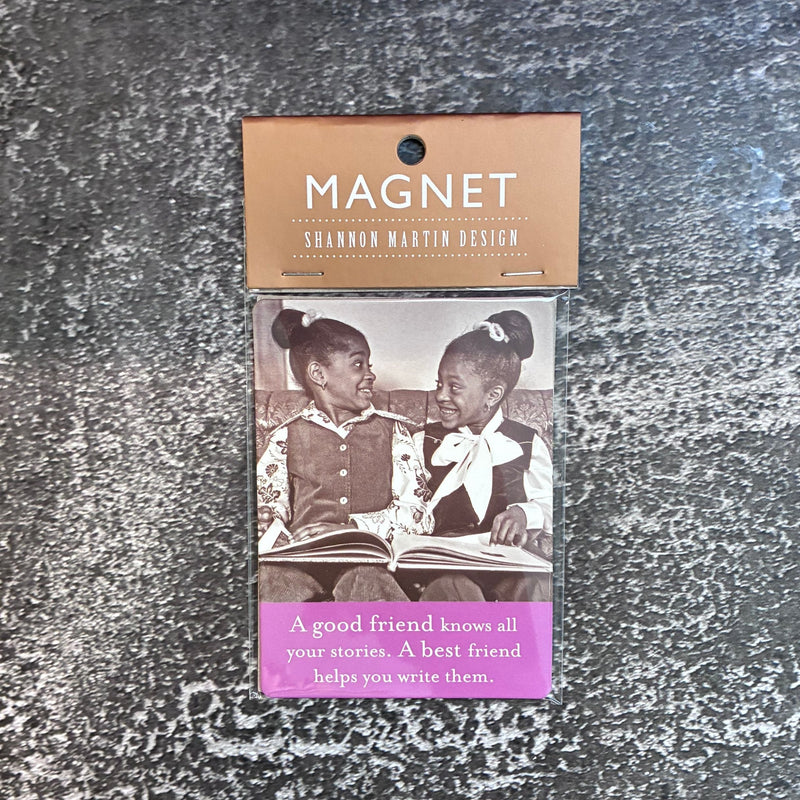 MAGNET
SHANNON MARTIN DESIGN
A good friend knows all
your stories. A best friend
helps you write them.